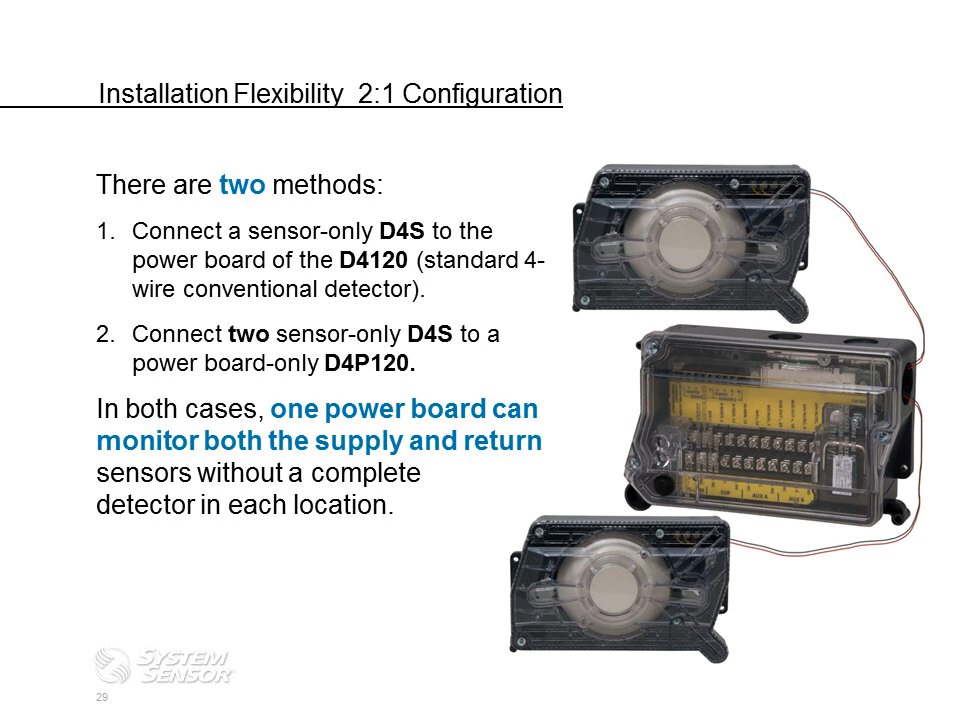 Installation Flexibility  2:1 Configuration
There are two methods:
1. Connect a sensor-only D4S to the
power board of the D4120 (standard 4-
wire conventional detector).
2. Connect two sensor-only D4S to a
power board-only D4P120.
In both cases, one power board can
monitor both the supply and return
sensors without a complete
detector in each location.
SUP
AUX A
AUX B
SYSTEM
SENSOR
29